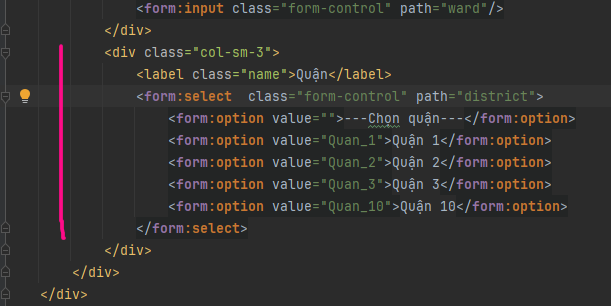 <form:input class="form-control" path="ward"/>
</div>
<div class="col-sm-3">
<label class="name">Quận</label>
<form:select  class="form-control" path="district">
<form:option value="">---Chọn quận---</form:option>
<form:option value="Quan_1">Quận 1</form:option>
<form:option value="Quan_2">Quận 2</form:option>
<form:option value="Quan_3">Quận 3</form:option>
<form:option value="Quan_10">Quận 10</form:option>
</form:select>
</div>
</div>
</div>